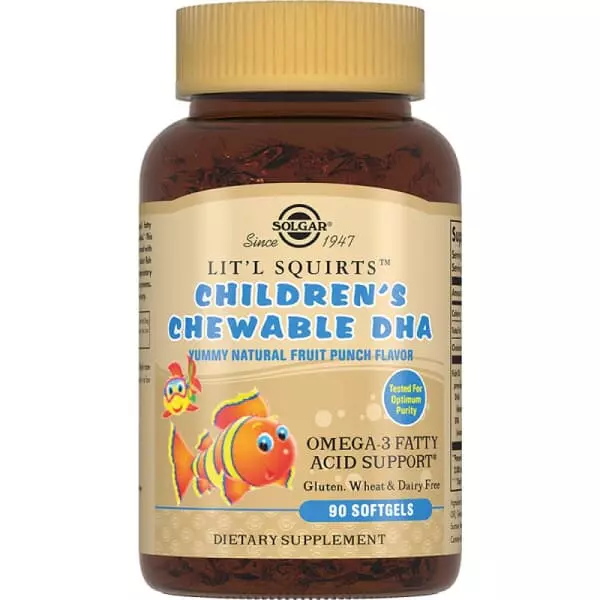 SOLGAR®
Since 1947
LIT'L SQUIRTS™
CHILDREN'S
CHEWABLE DHA
YUMMY NATURAL FRUIT PUNCH FLAVOR
Tested For
Optimum
Purity
OMEGA-3 FATTY
ACID SUPPORT*
Gluten, Wheat & Dairy Free
90 SOFTGELS
DIETARY SUPPLEMENT